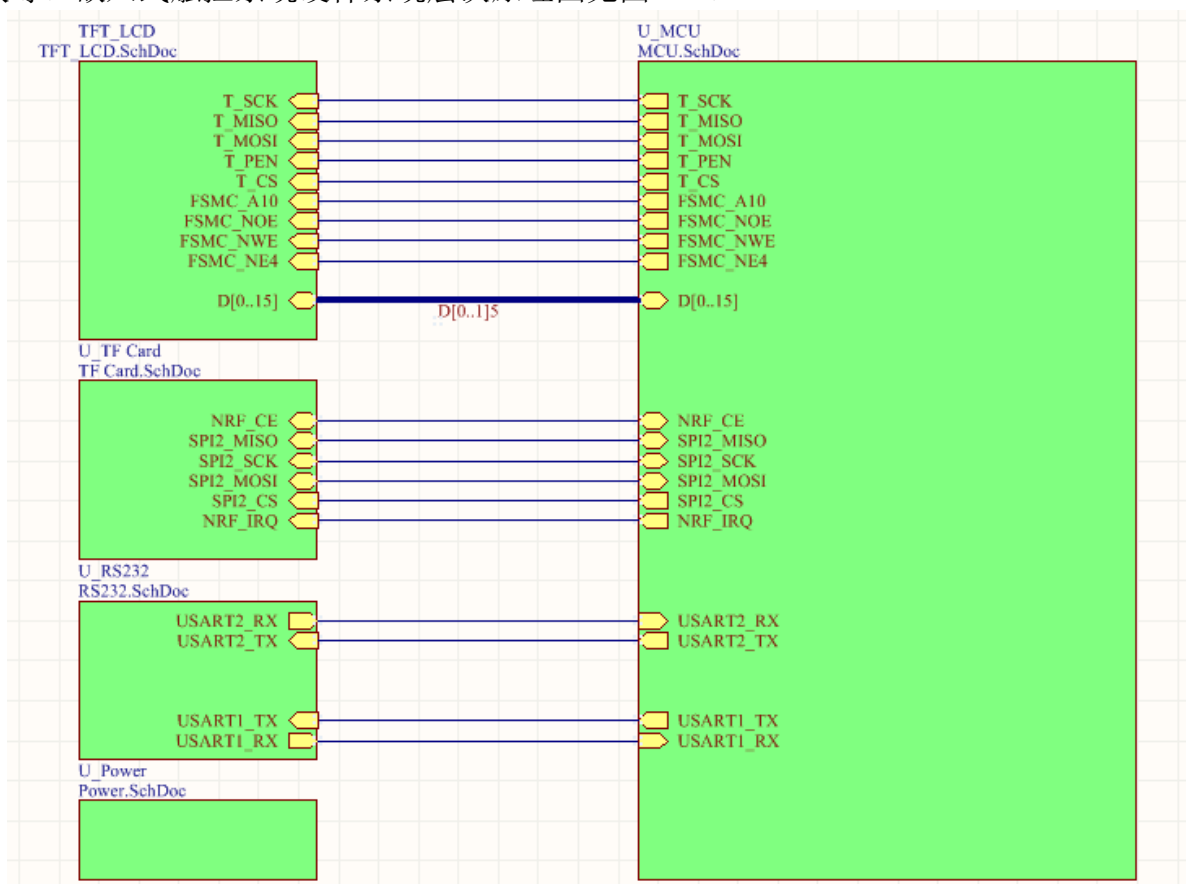 TFT_LCD
TFT_LCD.SchDoc
T_SCK
T_MISO
T_MOSI
T_PEN
T_CS
FSMC_A10
FSMC_NOE
FSMC_NWE
FSMC_NE4
D[0..15]
D[0..1]5
U_MCU
MCU.SchDoc
T_SCK
T_MISO
T_MOSI
T_PEN
T_CS
FSMC_A10
FSMC_NOE
FSMC_NWE
FSMC_NE4
D[0..15]
NRF_CE
SPI2_MISO
SPI2_SCK
SPI2_MOSI
SPI2_CS
NRF_IRQ
USART2_RX
USART2_TX
USART1_TX
USART1_RX
U_TF Card
TF Card.SchDoc
NRF_CE
SPI2_MISO
SPI2_SCK
SPI2_MOSI
SPI2_CS
NRF_IRQ
U_RS232
RS232.SchDoc
USART2_RX
USART2_TX
USART1_TX
USART1_RX
U_Power
Power.SchDoc